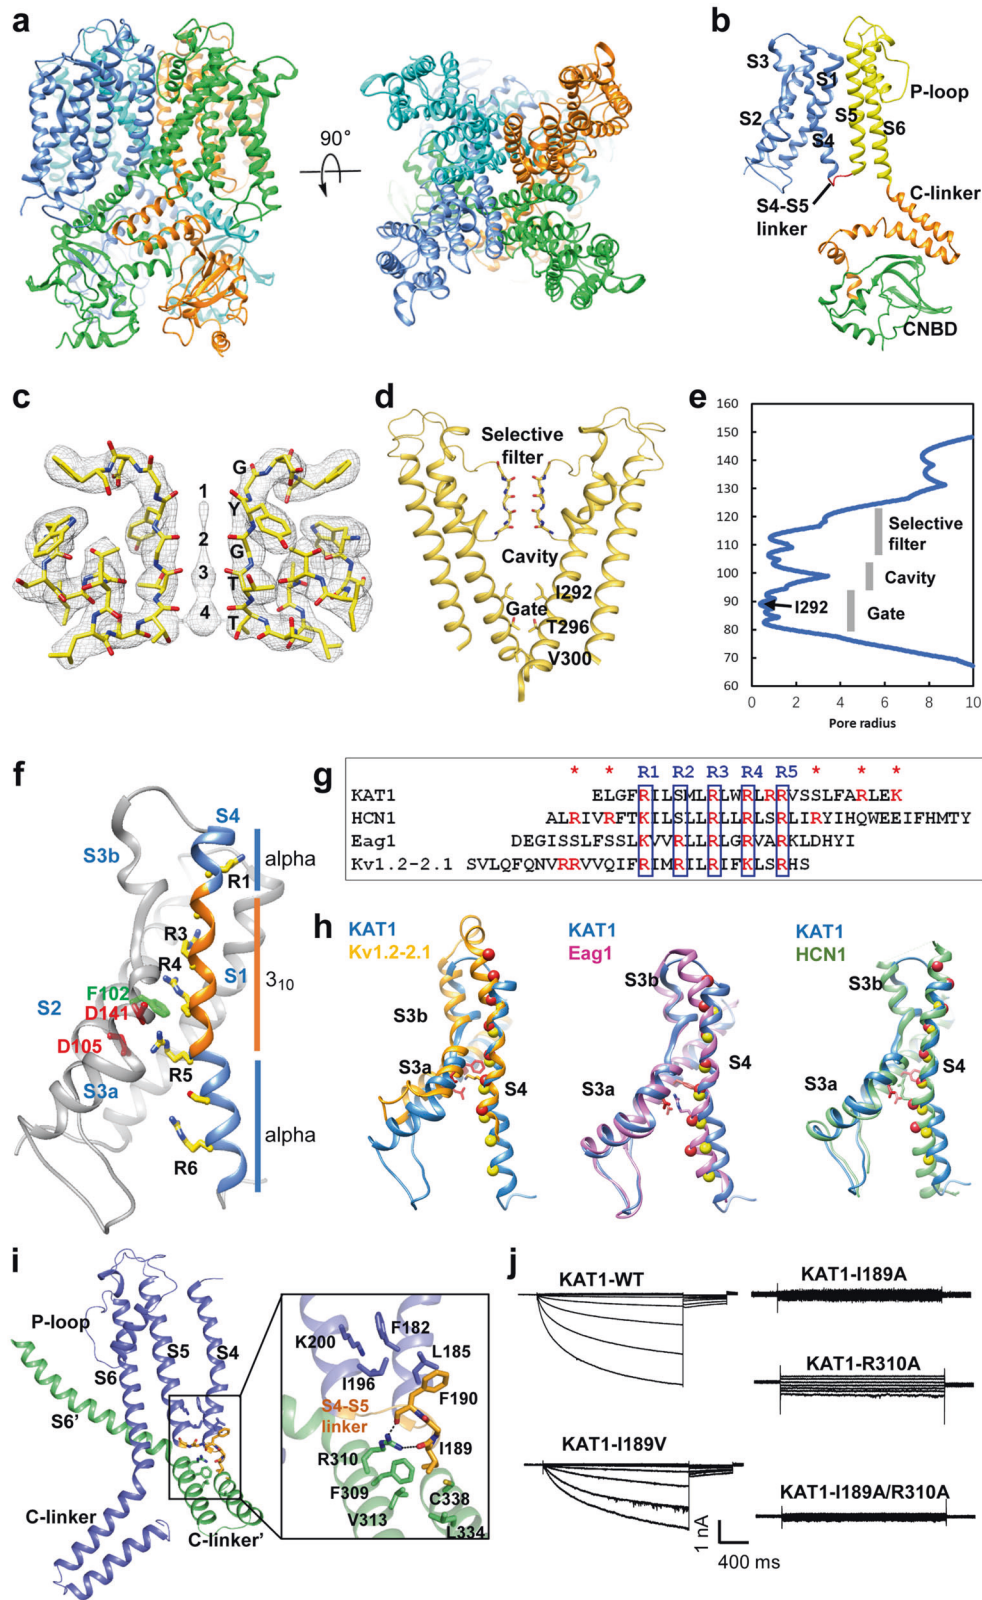 a
90°
b
S3
S1
P-loop
S2
S5
S4
S6
S4-S5
linker
C-linker
CNBD
c
G
1
Y
2
G
3
T
4
T
d
Selective
filter
Cavity
I292
Gate
T296
V300
e
160
150
140
130
120
110
100
90
80
70
60
Selective
filter
Cavity
I292
Gate
0 2 4 6 8 10
Pore radius
f
S4
S3b
alpha
R1
R3
R4
S1
3₁₀
S2
F102
D141
D105
R5
S3a
alpha
R6
g
* * R1 R2 R3 R4 R5 * * *
KAT1 ELGFRILSMLRLWRLRRVSSLFARLEK
HCN1 ALRIVRFTKILSLLRLLRLSRLIRYIHQWEEIFHMTY
Eag1 DEGISSLFSSLKVVRLLRLGRVARKLDHYI
Kv1.2-2.1 SVLQFQNVRRVVQIFRIMRILRIFKLSRHS
h
KAT1
Kv1.2-2.1
S3b
S3a
S4
KAT1
Eag1
S3b
S3a
S4
KAT1
HCN1
S3b
S3a
S4
i
P-loop
S6
S5
S4
S6'
C-linker
C-linker'
K200
F182
L185
I196
F190
S4-S5
linker
R310
I189
F309
C338
V313
L334
j
KAT1-WT
KAT1-I189A
KAT1-R310A
KAT1-I189V
KAT1-I189A/R310A
1 nA
400 ms